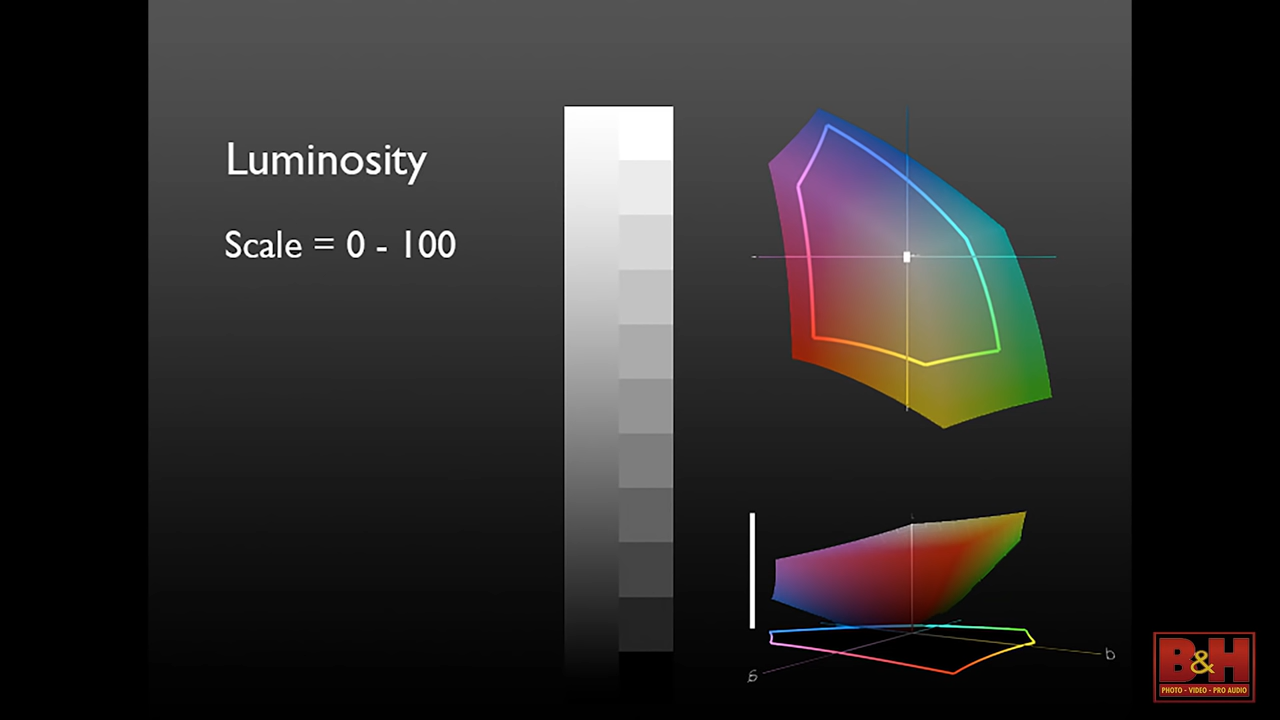 Luminosity
Scale = 0 - 100
b
a
B&H
PHOTO - VIDEO - PRO AUDIO